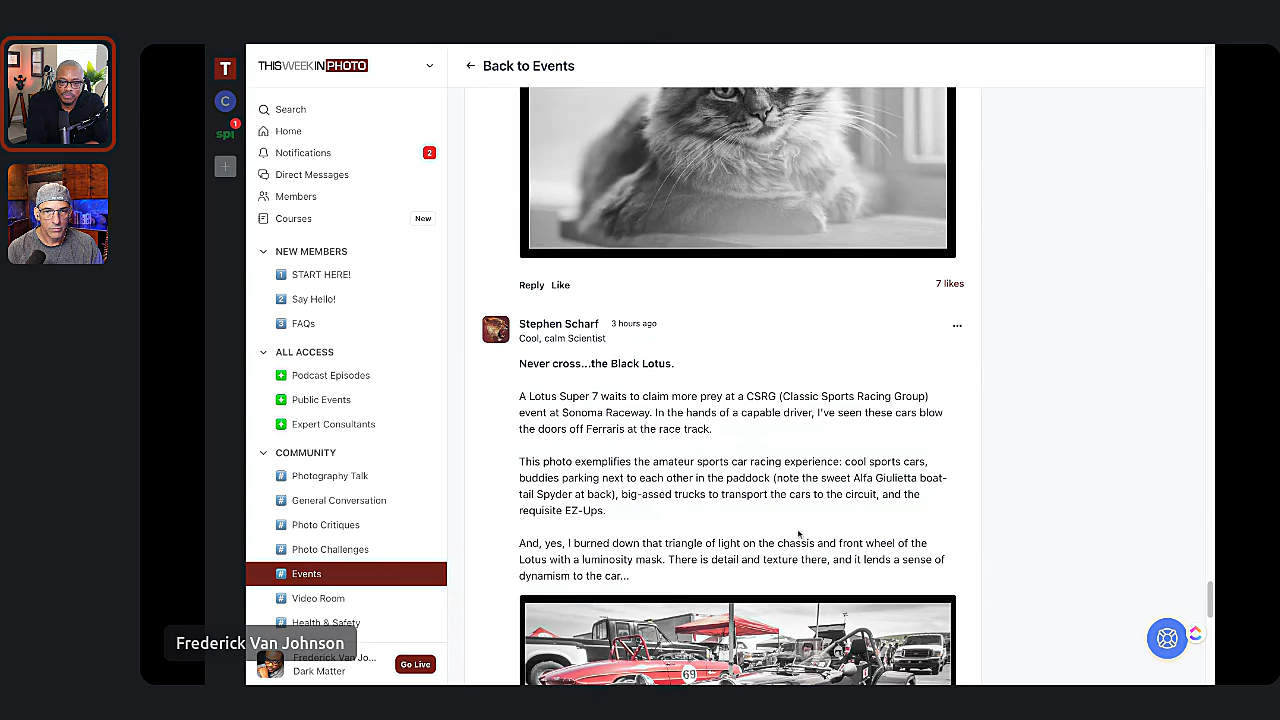 THISWEEKINPHOTO
Back to Events
T
C
spi
1
Search
Home
Notifications
2
Direct Messages
Members
Courses
New
NEW MEMBERS
1 START HERE!
2 Say Hello!
3 FAQs
ALL ACCESS
Podcast Episodes
Public Events
Expert Consultants
COMMUNITY
# Photography Talk
# General Conversation
# Photo Critiques
# Photo Challenges
# Events
# Video Room
# Health & Safety
Frederick Van Jo...
Dark Matter
Go Live
Frederick Van Johnson
Reply Like
7 likes
Stephen Scharf 3 hours ago
Cool, calm Scientist
Never cross...the Black Lotus.
A Lotus Super 7 waits to claim more prey at a CSRG (Classic Sports Racing Group)
event at Sonoma Raceway. In the hands of a capable driver, I've seen these cars blow
the doors off Ferraris at the race track.
This photo exemplifies the amateur sports car racing experience: cool sports cars,
buddies parking next to each other in the paddock (note the sweet Alfa Giulietta boat-
tail Spyder at back), big-assed trucks to transport the cars to the circuit, and the
requisite EZ-Ups.
And, yes, I burned down that triangle of light on the chassis and front wheel of the
Lotus with a luminosity mask. There is detail and texture there, and it lends a sense of
dynamism to the car...
69